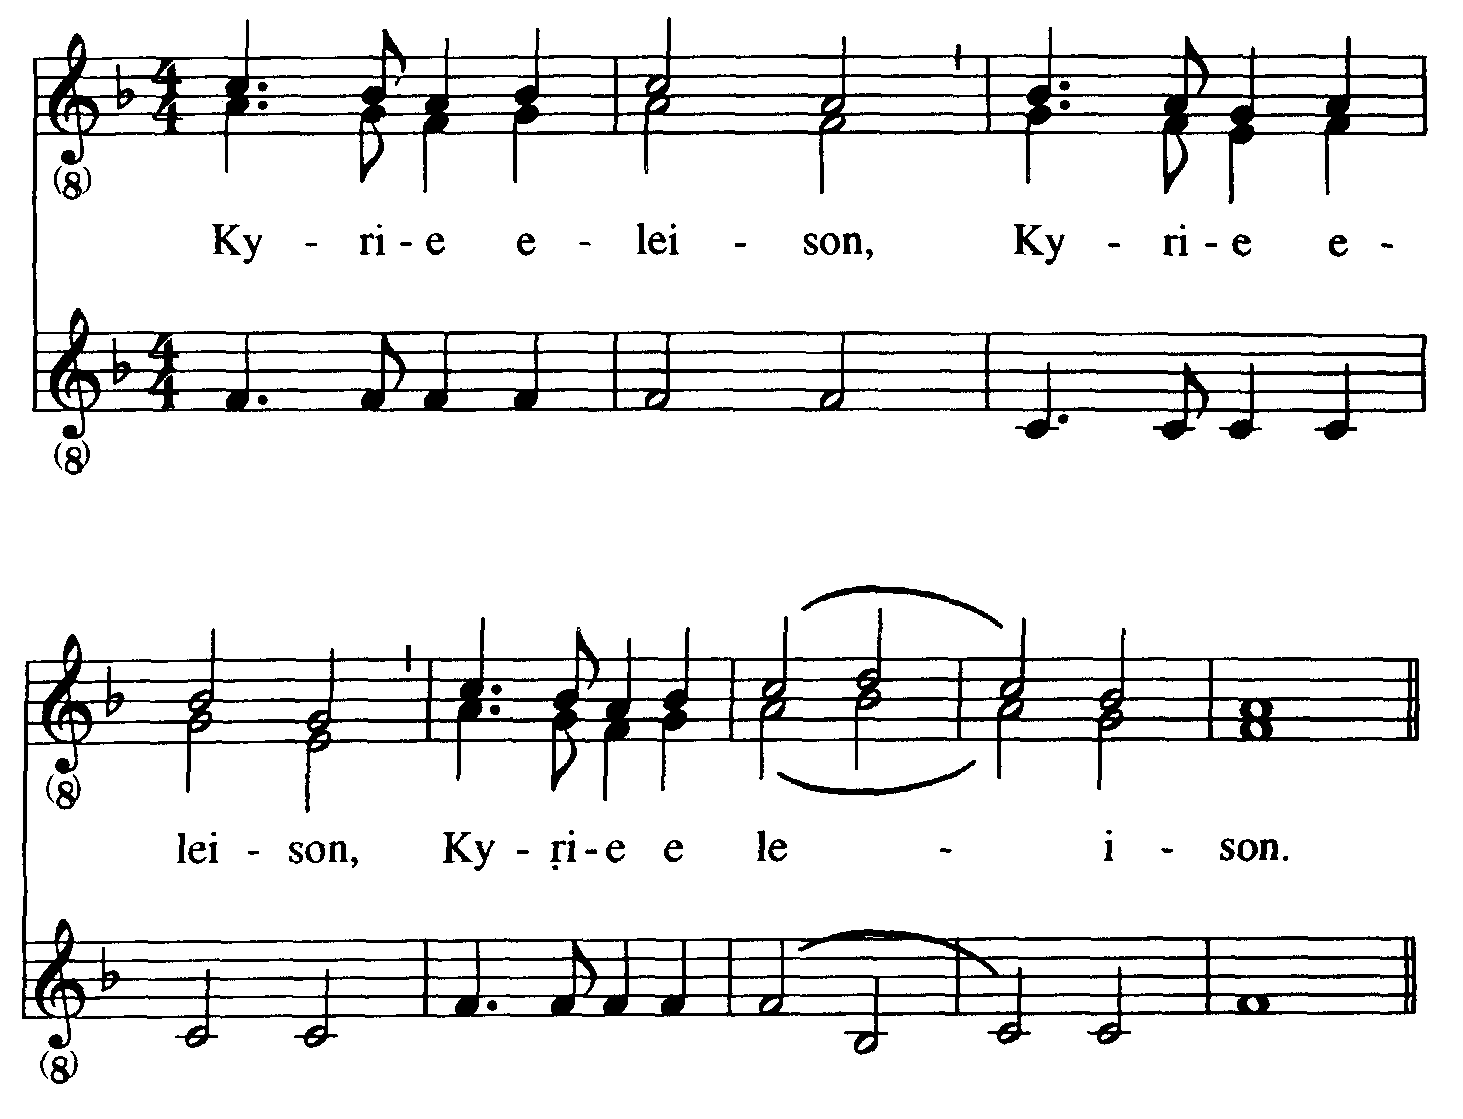 Ky - ri - e e - lei - son, Ky - ri - e e -
lei - son, Ky - ri - e e le - i - son.